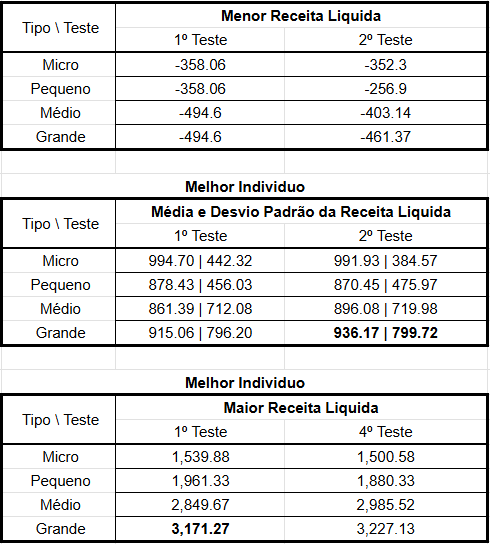 Tipo \ Teste Menor Receita Liquida
1º Teste 2º Teste
Micro -358.06 -352.3
Pequeno -358.06 -256.9
Médio -494.6 -403.14
Grande -494.6 -461.37
Melhor Individuo
Tipo \ Teste Média e Desvio Padrão da Receita Liquida
1º Teste 2º Teste
Micro 994.70 | 442.32 991.93 | 384.57
Pequeno 878.43 | 456.03 870.45 | 475.97
Médio 861.39 | 712.08 896.08 | 719.98
Grande 915.06 | 796.20 936.17 | 799.72
Melhor Individuo
Tipo \ Teste Maior Receita Liquida
1º Teste 4º Teste
Micro 1,539.88 1,500.58
Pequeno 1,961.33 1,880.33
Médio 2,849.67 2,985.52
Grande 3,171.27 3,227.13